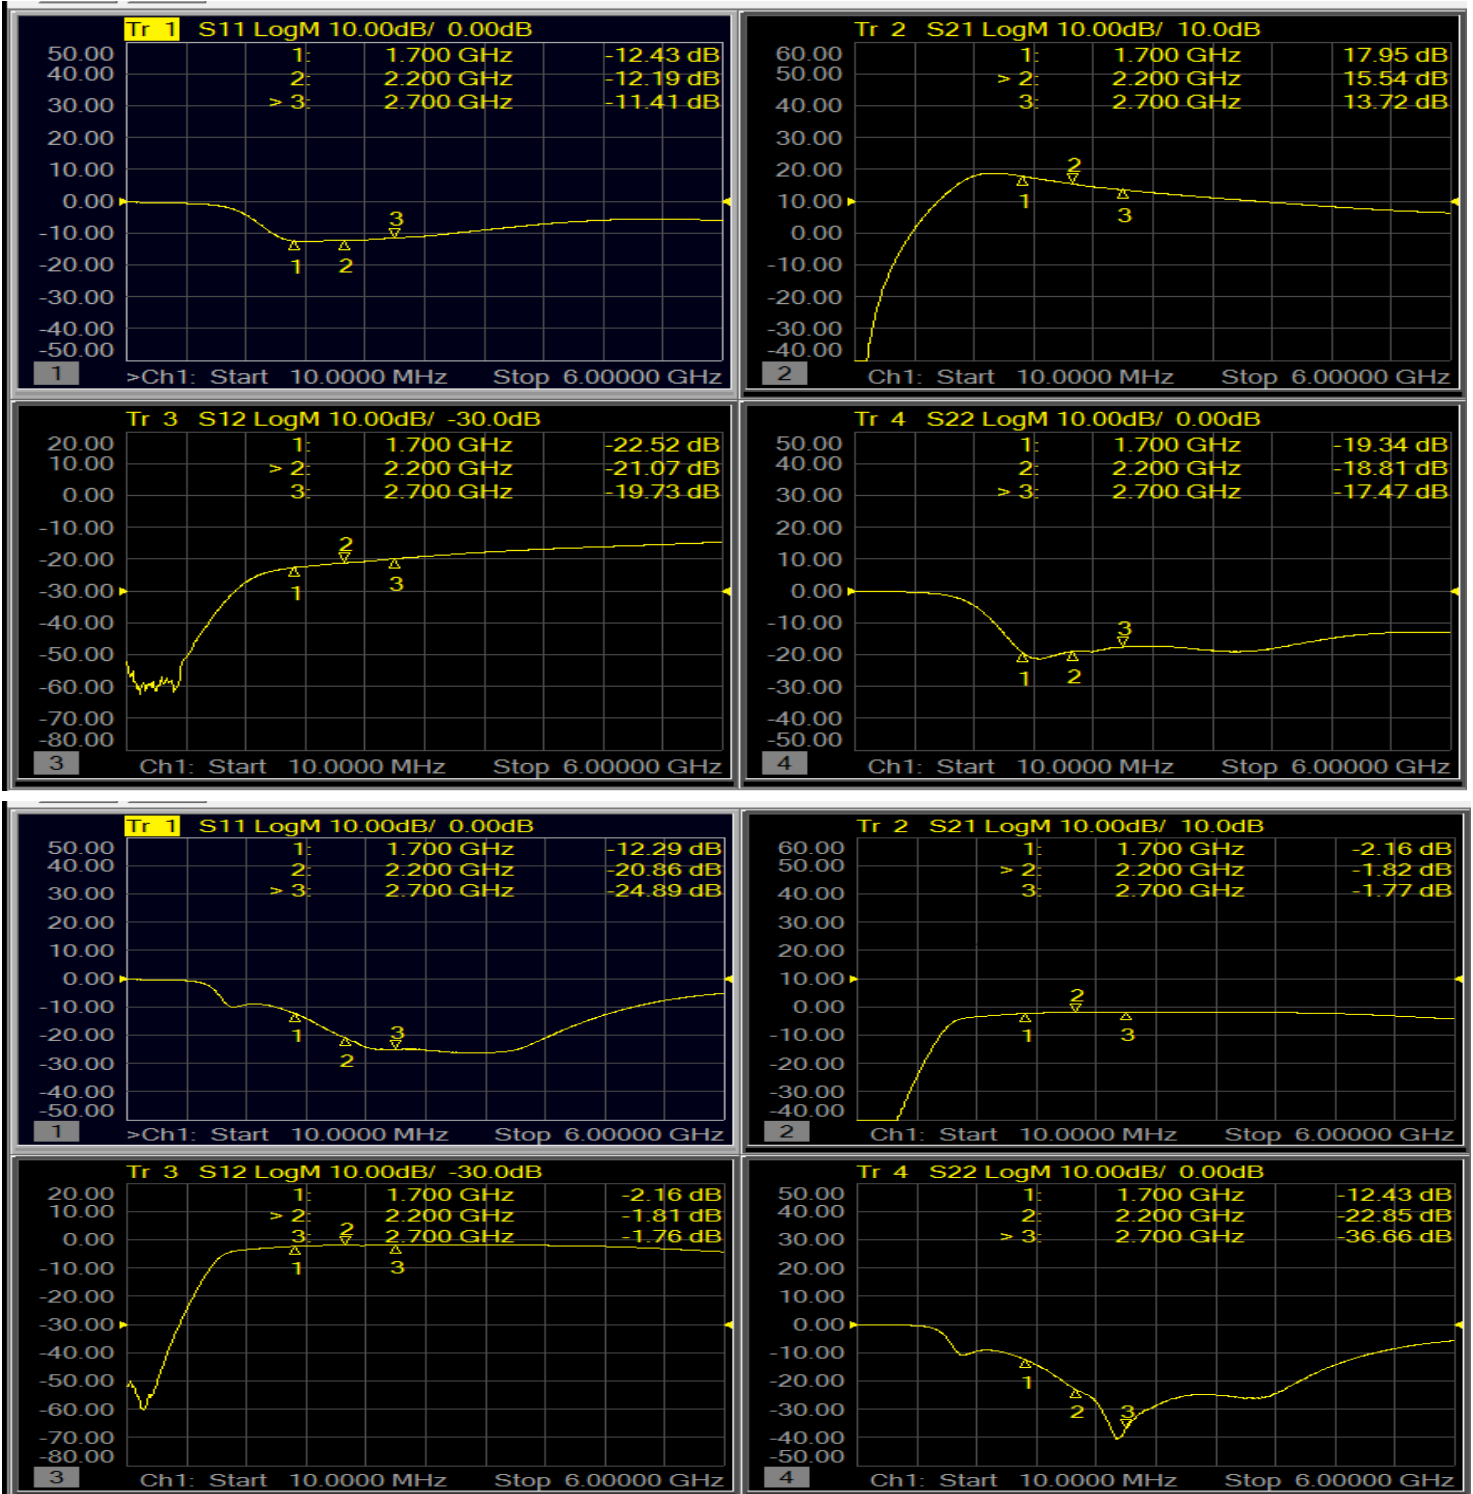 Tr 1 S11 LogM 10.00dB/ 0.00dB
50.00 1: 1.700 GHz -12.43 dB
40.00 2: 2.200 GHz -12.19 dB
30.00 > 3: 2.700 GHz -11.41 dB
20.00
10.00
0.00
3
-10.00
-20.00 1 2
-30.00
-40.00
-50.00
1 >Ch1: Start 10.0000 MHz Stop 6.00000 GHz
Tr 2 S21 LogM 10.00dB/ 10.0dB
60.00 1: 1.700 GHz 17.95 dB
50.00 > 2: 2.200 GHz 15.54 dB
40.00 3: 2.700 GHz 13.72 dB
30.00
20.00 2
10.00 1 3
0.00
-10.00
-20.00
-30.00
-40.00
2 Ch1: Start 10.0000 MHz Stop 6.00000 GHz
Tr 3 S12 LogM 10.00dB/ -30.0dB
20.00 1: 1.700 GHz -22.52 dB
10.00 > 2: 2.200 GHz -21.07 dB
0.00 3: 2.700 GHz -19.73 dB
-10.00
2
-20.00
-30.00 1 3
-40.00
-50.00
-60.00
-70.00
-80.00
3 Ch1: Start 10.0000 MHz Stop 6.00000 GHz
Tr 4 S22 LogM 10.00dB/ 0.00dB
50.00 1: 1.700 GHz -19.34 dB
40.00 2: 2.200 GHz -18.81 dB
30.00 > 3: 2.700 GHz -17.47 dB
20.00
10.00
0.00
-10.00 3
-20.00
1 2
-30.00
-40.00
-50.00
4 Ch1: Start 10.0000 MHz Stop 6.00000 GHz
Tr 1 S11 LogM 10.00dB/ 0.00dB
50.00 1: 1.700 GHz -12.29 dB
40.00 2: 2.200 GHz -20.86 dB
30.00 > 3: 2.700 GHz -24.89 dB
20.00
10.00
0.00
-10.00
-20.00 1 3
-30.00 2
-40.00
-50.00
1 >Ch1: Start 10.0000 MHz Stop 6.00000 GHz
Tr 2 S21 LogM 10.00dB/ 10.0dB
60.00 1: 1.700 GHz -2.16 dB
50.00 > 2: 2.200 GHz -1.82 dB
40.00 3: 2.700 GHz -1.77 dB
30.00
20.00
10.00
0.00 2
-10.00 1 3
-20.00
-30.00
-40.00
2 Ch1: Start 10.0000 MHz Stop 6.00000 GHz
Tr 3 S12 LogM 10.00dB/ -30.0dB
20.00 1: 1.700 GHz -2.16 dB
10.00 > 2: 2.200 GHz -1.81 dB
0.00 3: 2 2.700 GHz -1.76 dB
-10.00 1 3
-20.00
-30.00
-40.00
-50.00
-60.00
-70.00
-80.00
3 Ch1: Start 10.0000 MHz Stop 6.00000 GHz
Tr 4 S22 LogM 10.00dB/ 0.00dB
50.00 1: 1.700 GHz -12.43 dB
40.00 2: 2.200 GHz -22.85 dB
30.00 > 3: 2.700 GHz -36.66 dB
20.00
10.00
0.00
-10.00
-20.00 1
-30.00 2 3
-40.00
-50.00
4 Ch1: Start 10.0000 MHz Stop 6.00000 GHz